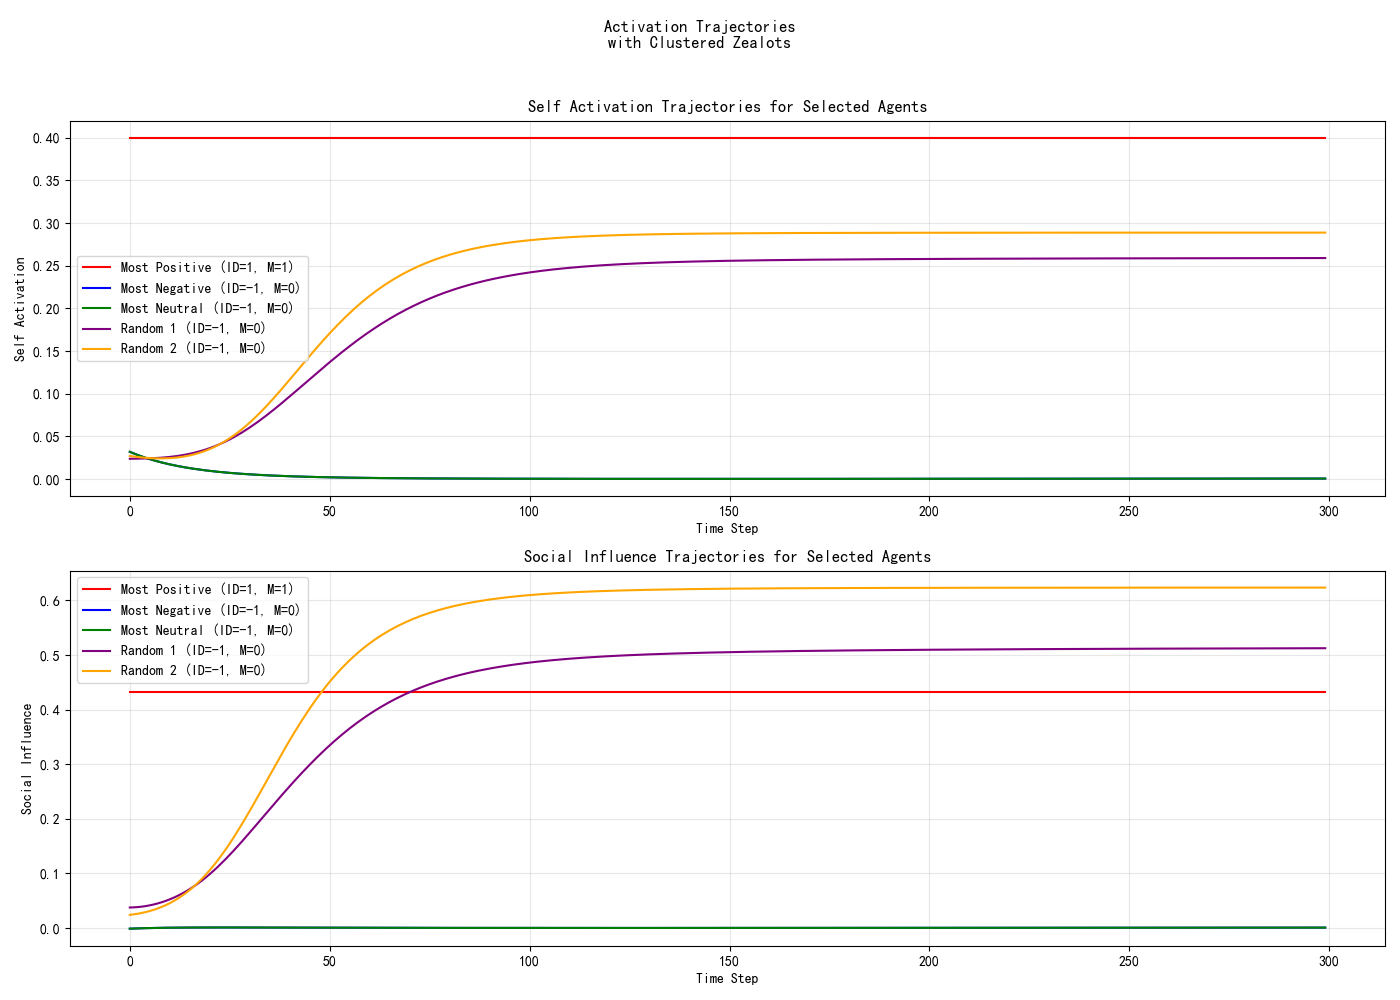 Activation Trajectories
with Clustered Zealots
Self Activation Trajectories for Selected Agents
Self Activation
0.40
0.35
0.30
0.25
0.20
0.15
0.10
0.05
0.00
Most Positive (ID=1, M=1)
Most Negative (ID=−1, M=0)
Most Neutral (ID=−1, M=0)
Random 1 (ID=−1, M=0)
Random 2 (ID=−1, M=0)
0 50 100 150 200 250 300
Time Step
Social Influence Trajectories for Selected Agents
Social Influence
0.6
0.5
0.4
0.3
0.2
0.1
0.0
Most Positive (ID=1, M=1)
Most Negative (ID=−1, M=0)
Most Neutral (ID=−1, M=0)
Random 1 (ID=−1, M=0)
Random 2 (ID=−1, M=0)
0 50 100 150 200 250 300
Time Step